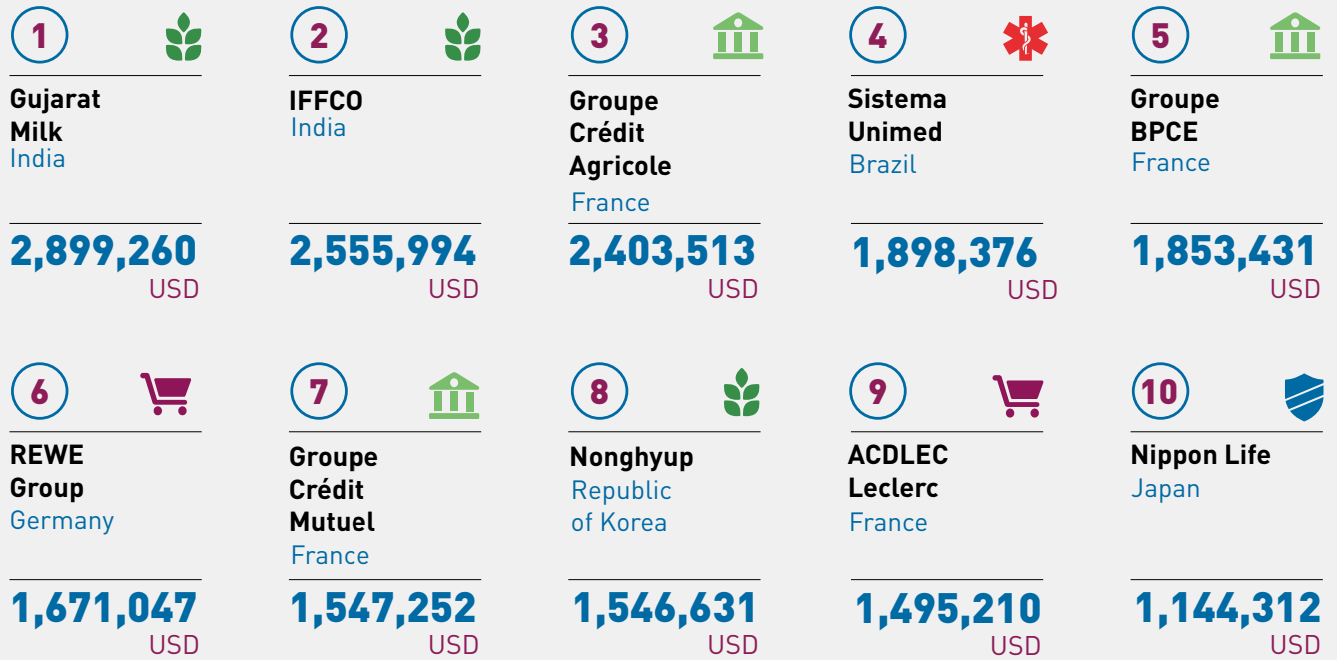 1
Gujarat
Milk
India
2,899,260
USD
2
IFFCO
India
2,555,994
USD
3
Groupe
Crédit
Agricole
France
2,403,513
USD
4
Sistema
Unimed
Brazil
1,898,376
USD
5
Groupe
BPCE
France
1,853,431
USD
6
REWE
Group
Germany
1,671,047
USD
7
Groupe
Crédit
Mutuel
France
1,547,252
USD
8
Nonghyup
Republic
of Korea
1,546,631
USD
9
ACDLEC
Leclerc
France
1,495,210
USD
10
Nippon Life
Japan
1,144,312
USD